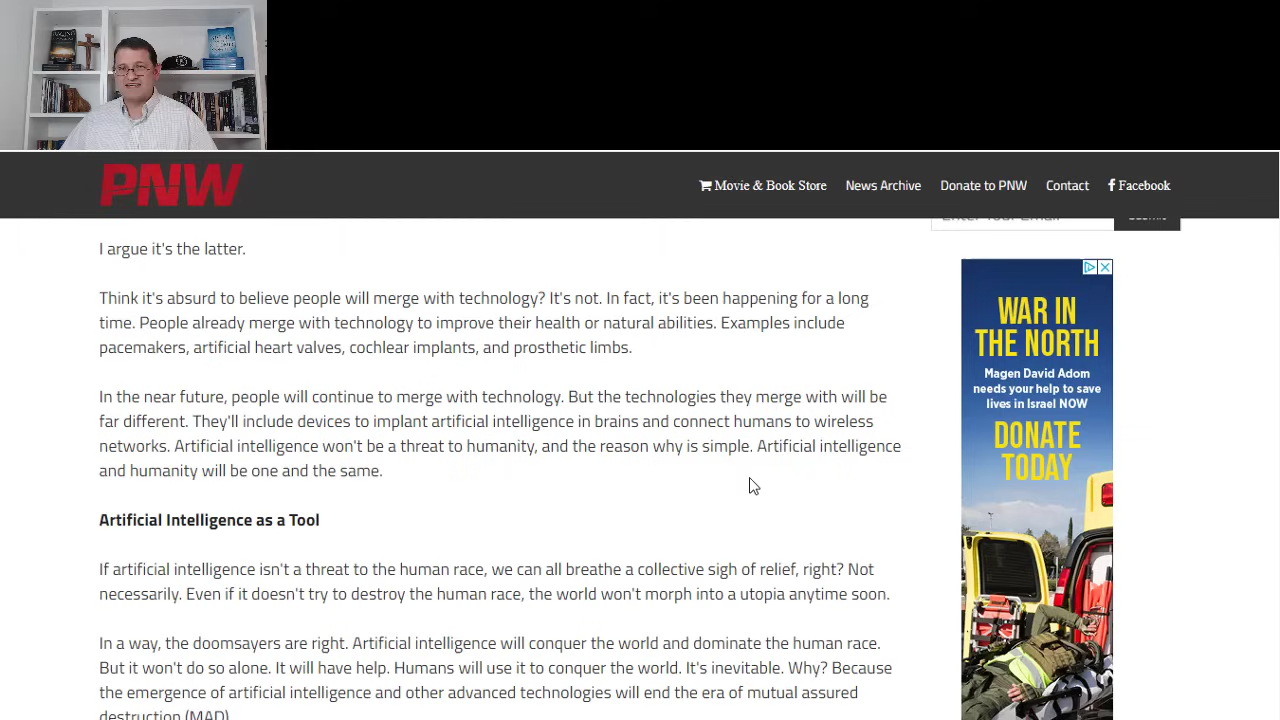 PNW
Movie & Book Store News Archive Donate to PNW Contact Facebook
I argue it's the latter.
Think it's absurd to believe people will merge with technology? It's not. In fact, it's been happening for a long
time. People already merge with technology to improve their health or natural abilities. Examples include
pacemakers, artificial heart valves, cochlear implants, and prosthetic limbs.
In the near future, people will continue to merge with technology. But the technologies they merge with will be
far different. They'll include devices to implant artificial intelligence in brains and connect humans to wireless
networks. Artificial intelligence won't be a threat to humanity, and the reason why is simple. Artificial intelligence
and humanity will be one and the same.
Artificial Intelligence as a Tool
If artificial intelligence isn't a threat to the human race, we can all breathe a collective sigh of relief, right? Not
necessarily. Even if it doesn't try to destroy the human race, the world won't morph into a utopia anytime soon.
In a way, the doomsayers are right. Artificial intelligence will conquer the world and dominate the human race.
But it won't do so alone. It will have help. Humans will use it to conquer the world. It's inevitable. Why? Because
the emergence of artificial intelligence and other advanced technologies will end the era of mutual assured
destruction (MAD).
WAR IN
THE NORTH
Magen David Adom
needs your help to save
lives in Israel NOW
DONATE
TODAY